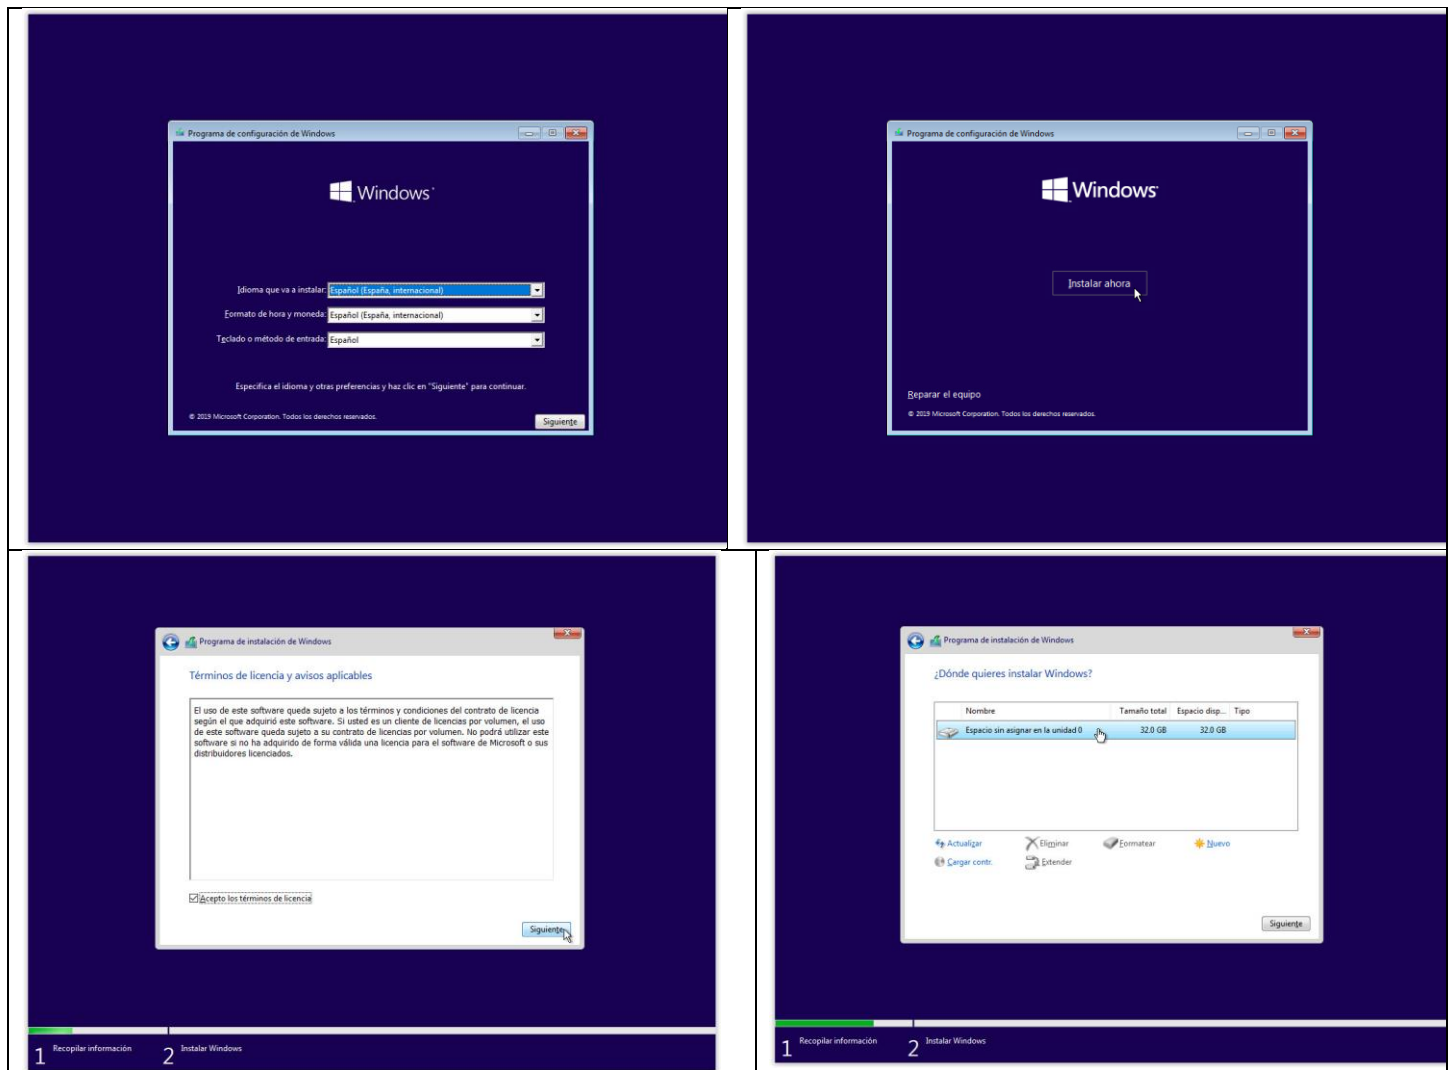 Programa de configuración de Windows
Windows
Idioma que va a instalar: Español (España, internacional)
Formato de hora y moneda: Español (España, internacional)
Teclado o método de entrada: Español
Especifica el idioma y otras preferencias y haz clic en "Siguiente" para continuar.
© 2019 Microsoft Corporation. Todos los derechos reservados.
Siguiente
Programa de configuración de Windows
Windows
Instalar ahora
Reparar el equipo
© 2019 Microsoft Corporation. Todos los derechos reservados.
Programa de instalación de Windows
Términos de licencia y avisos aplicables
El uso de este software queda sujeto a los términos y condiciones del contrato de licencia
según el que adquirió este software. Si usted es un cliente de licencias por volumen, el uso
de este software queda sujeto a su contrato de licencias por volumen. No podrá utilizar este
software si no ha adquirido de forma válida una licencia para el software de Microsoft o sus
distribuidores licenciados.
Acepto los términos de licencia
Siguiente
1 Recopilar información 2 Instalar Windows
Programa de instalación de Windows
¿Dónde quieres instalar Windows?
Nombre Tamaño total Espacio disp... Tipo
Espacio sin asignar en la unidad 0 32.0 GB 32.0 GB
Actualizar Eliminar Formatear Nuevo
Cargar contr. Extender
Siguiente
1 Recopilar información 2 Instalar Windows